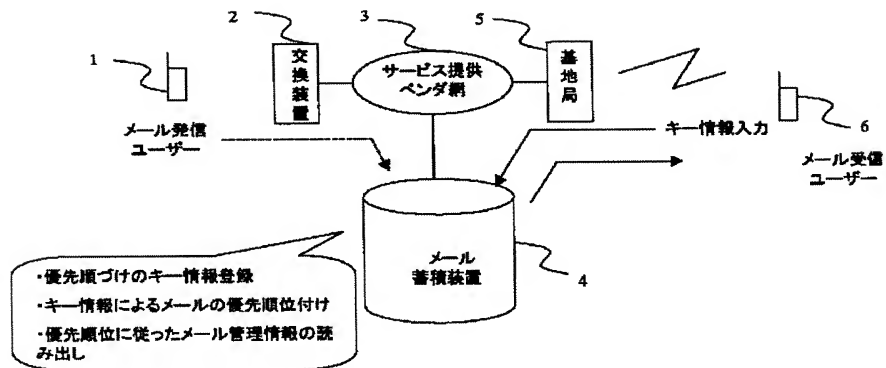 1
2
3
5
交換装置
サービス提供
ベンダ網
基地局
6
メール発信
ユーザー
キー情報入力
メール受信
ユーザー
メール
蓄積装置
4
・優先順づけのキー情報登録
・キー情報によるメールの優先順位付け
・優先順位に従ったメール管理情報の読
み出し